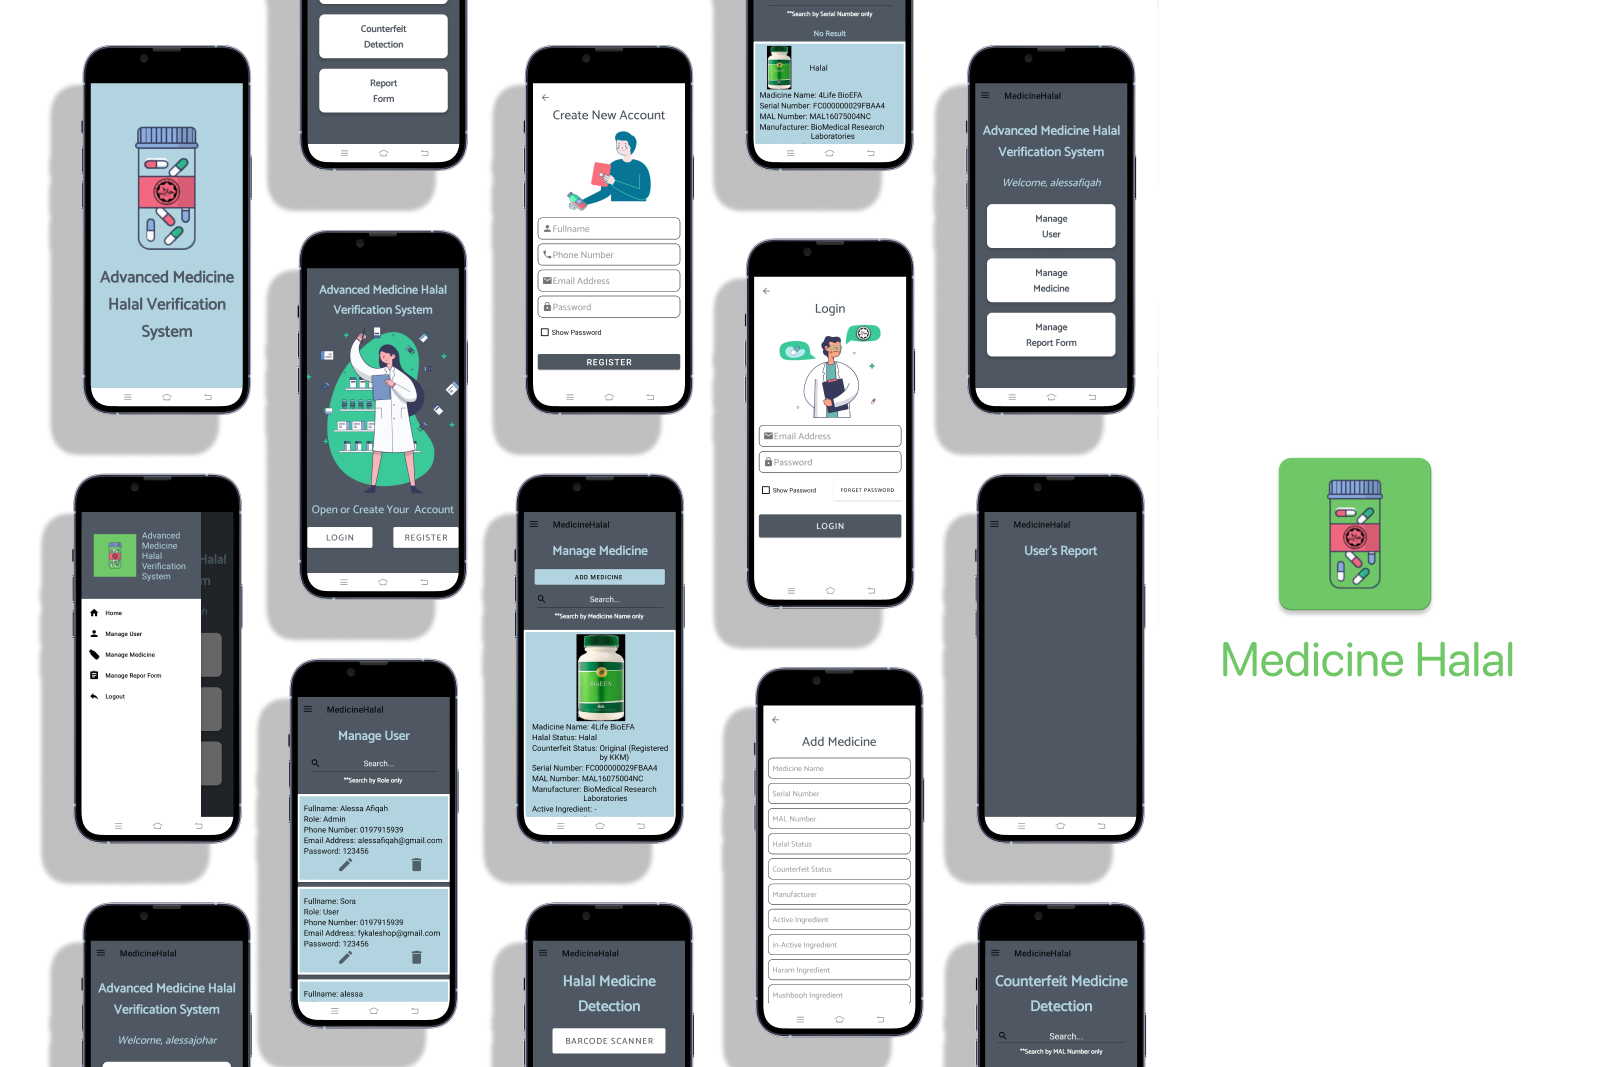 Advanced Medicine
Halal Verification
System
Advanced
Medicine
Halal
Verification
System
Halal
m
h
Home
Manage User
Manage Medicine
Manage Repor Form
Logout
MedicineHalal
Advanced Medicine Halal
Verification System
Welcome, alessajohar
Counterfeit
Detection
Report
Form
Advanced Medicine Halal
Verification System
Open or Create Your Account
LOGIN
REGISTER
MedicineHalal
Manage User
Search...
**Search by Role only
Fullname: Alessa Afiqah
Role: Admin
Phone Number: 0197915939
Email Address: alessafiqah@gmail.com
Password: 123456
Fullname: Sora
Role: User
Phone Number: 0197915939
Email Address: fykaleshop@gmail.com
Password: 123456
Fullname: alessa
Create New Account
Fullname
Phone Number
Email Address
Password
Show Password
REGISTER
MedicineHalal
Manage Medicine
ADD MEDICINE
Search...
**Search by Medicine Name only
BioEFA
Madicine Name: 4Life BioEFA
Halal Status: Halal
Counterfeit Status: Original (Registered
by KKM)
Serial Number: FC000000029FBAA4
MAL Number: MAL16075004NC
Manufacturer: BioMedical Research
Laboratories
Active Ingredient: -
MedicineHalal
Halal Medicine
Detection
BARCODE SCANNER
**Search by Serial Number only
No Result
Halal
Madicine Name: 4Life BioEFA
Serial Number: FC000000029FBAA4
MAL Number: MAL16075004NC
Manufacturer: BioMedical Research
Laboratories
Login
Email Address
Password
Show Password
FORGET PASSWORD
LOGIN
Add Medicine
Medicine Name
Serial Number
MAL Number
Halal Status
Counterfeit Status
Manufacturer
Active Ingredient
in-Active Ingredient
Haram Ingredient
Mushbooh Ingredient
MedicineHalal
Advanced Medicine Halal
Verification System
Welcome, alessafiqah
Manage
User
Manage
Medicine
Manage
Report Form
MedicineHalal
User's Report
MedicineHalal
Counterfeit Medicine
Detection
Search...
**Search by MAL Number only
Medicine Halal